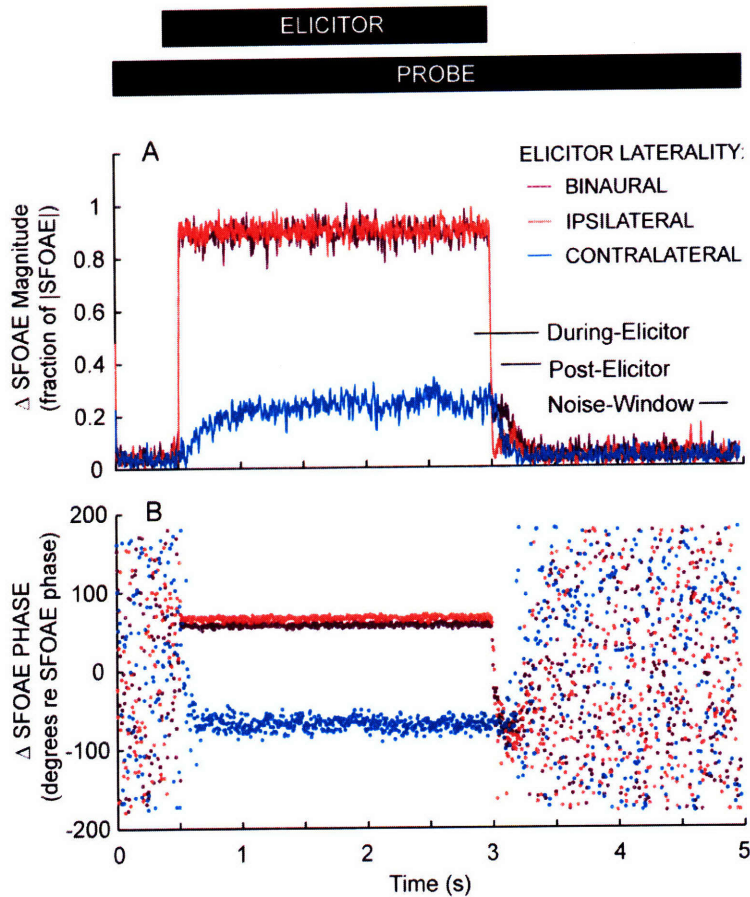 ELICITOR
PROBE
A
ELICITOR LATERALITY:
BINAURAL
IPSILATERAL
CONTRALATERAL
Δ SFOAE Magnitude
(fraction of |SFOAE|)
1
0.8
0.6
0.4
0.2
0
During-Elicitor
Post-Elicitor
Noise-Window
B
Δ SFOAE PHASE
(degrees re SFOAE phase)
200
100
0
-100
-200
0 1 2 3 4 5
Time (s)